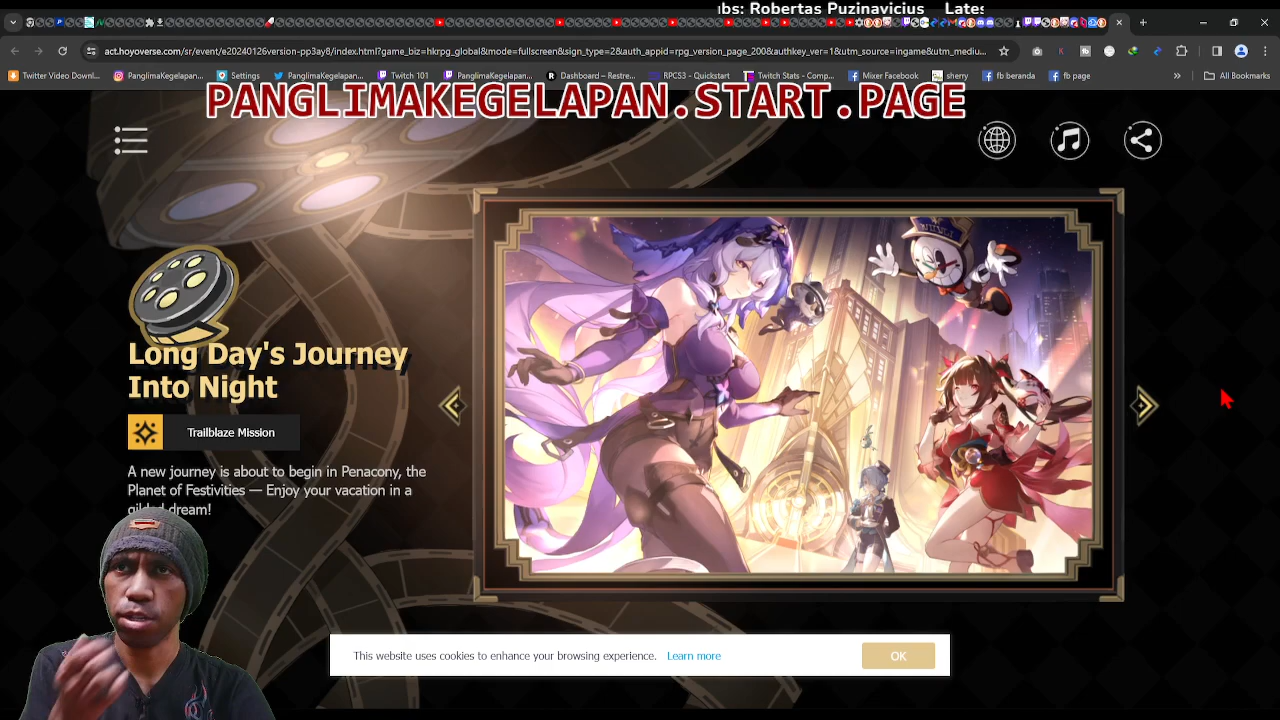 ubs: Robertas Puzinavicius Lates
act.hoyoverse.com/sr/event/e20240126version-pp3ay8/index.html?game_biz=hkrpg_global&mode=fullscreen&sign_type=2&auth_appid=rpg_version_page_200&authkey_ver=1&utm_source=ingame&utm_mediu...
Twitter Video Downl... PanglimaKegelapan... Settings PanglimaKegelapan... Twitch 101 PanglimaKegelapan... Dashboard – Restre... RPCS3 - Quickstart Twitch Stats - Comp... Mixer Facebook sherry fb beranda fb page » All Bookmarks
PANGLIMAKEGELAPAN.START.PAGE
Long Day's Journey
Into Night
Trailblaze Mission
A new journey is about to begin in Penacony, the
Planet of Festivities — Enjoy your vacation in a
gilded dream!
This website uses cookies to enhance your browsing experience. Learn more OK